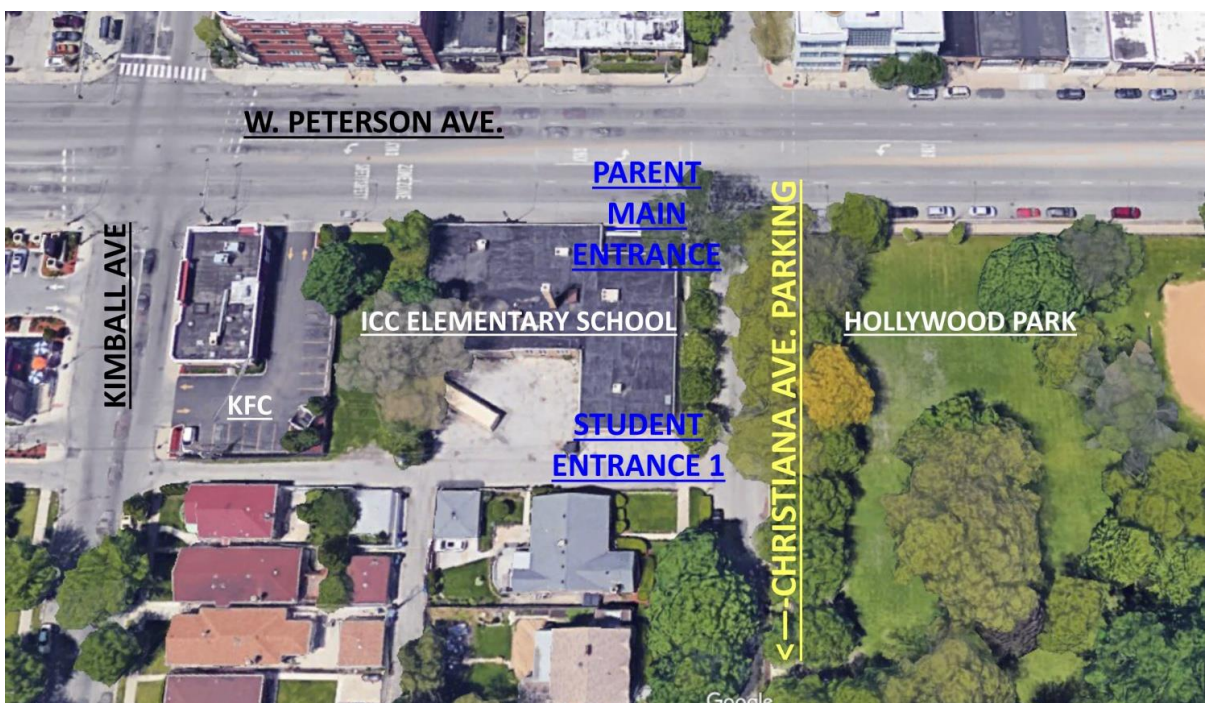 W. PETERSON AVE.
PARENT
MAIN
ENTRANCE
KIMBALL AVE
ICC ELEMENTARY SCHOOL
HOLLYWOOD PARK
KFC
STUDENT
ENTRANCE 1
<----CHRISTIANA AVE. PARKING
Google